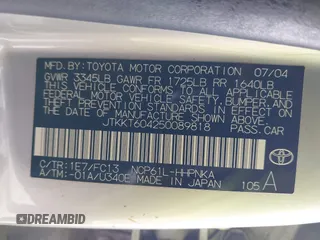 MFD. BY: TOYOTA MOTOR CORPORATION 07/04
GVWR 3345LB GAWR FR 1725LB RR 1640LB
THIS VEHICLE CONFORMS TO ALL APPLICABLE
FEDERAL MOTOR VEHICLE SAFETY, BUMPER, AND
THEFT PREVENTION STANDARDS IN EFFECT ON
THE DATE OF MANUFACTURE SHOWN ABOVE.
JTKKT604250089818 PASS.CAR
C/TR:1E7/FC13 NCP61L-HHPNKA
A/TM:-01A/U340E MADE IN JAPAN 105 A
TOYOTA
DREAMBID